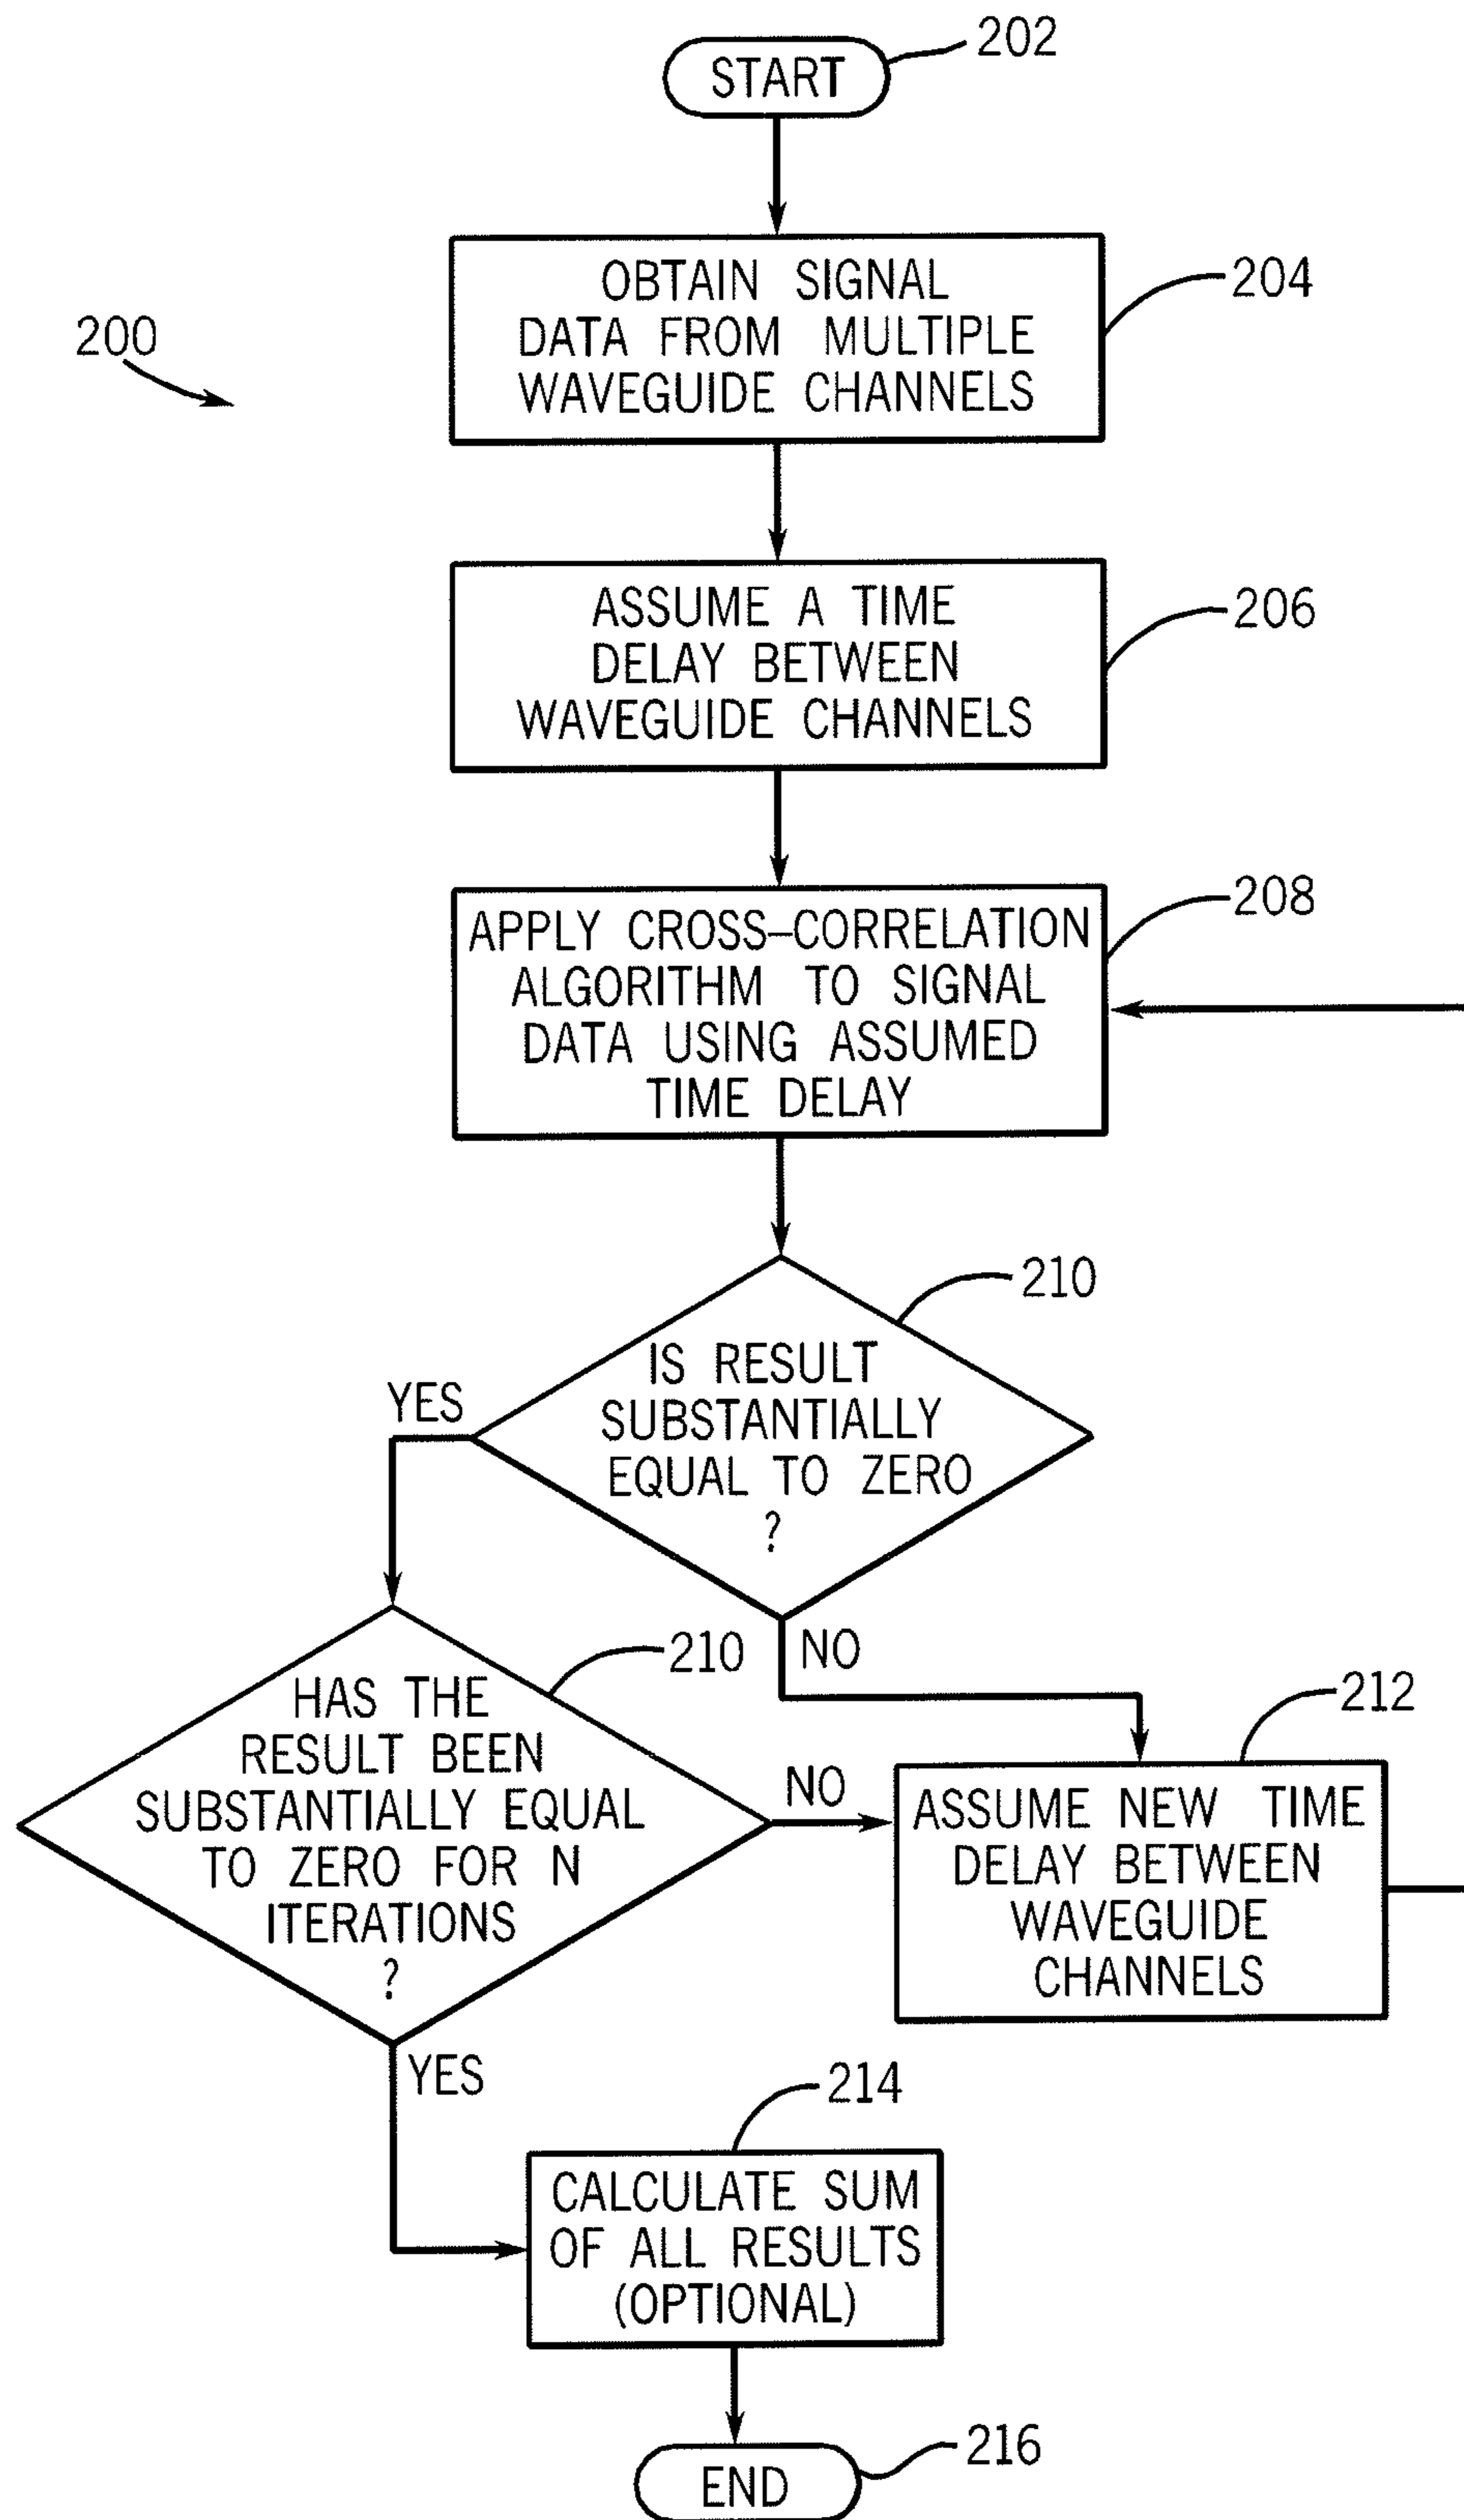 202
START
OBTAIN SIGNAL
DATA FROM MULTIPLE
WAVEGUIDE CHANNELS
204
200
ASSUME A TIME
DELAY BETWEEN
WAVEGUIDE CHANNELS
206
APPLY CROSS-CORRELATION
ALGORITHM TO SIGNAL
DATA USING ASSUMED
TIME DELAY
208
210
IS RESULT
SUBSTANTIALLY
EQUAL TO ZERO
?
YES
NO
210
HAS THE
RESULT BEEN
SUBSTANTIALLY EQUAL
TO ZERO FOR N
ITERATIONS
?
NO
212
ASSUME NEW TIME
DELAY BETWEEN
WAVEGUIDE
CHANNELS
YES
214
CALCULATE SUM
OF ALL RESULTS
(OPTIONAL)
216
END